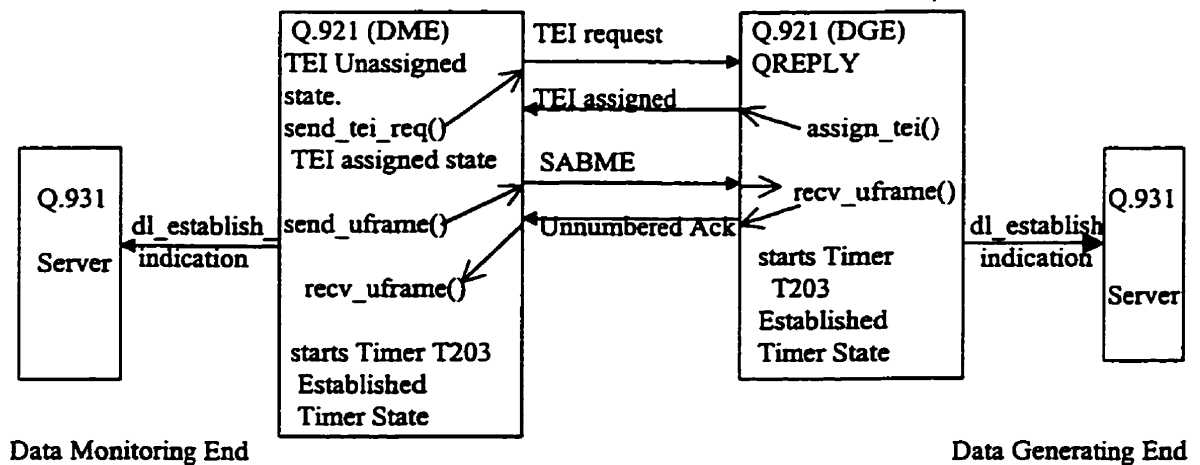 Q.921 (DME)
TEI Unassigned
state.
send_tei_req()
TEI assigned state
send_uframe()
recv_uframe()
starts Timer T203
Established
Timer State
TEI request
TEI assigned
SABME
Unnumbered Ack
Q.921 (DGE)
QREPLY
assign_tei()
recv_uframe()
starts Timer
T203
Established
Timer State
Q.931
Server
dl_establish_
indication
dl_establish
indication
Q.931
Server
Data Monitoring End
Data Generating End